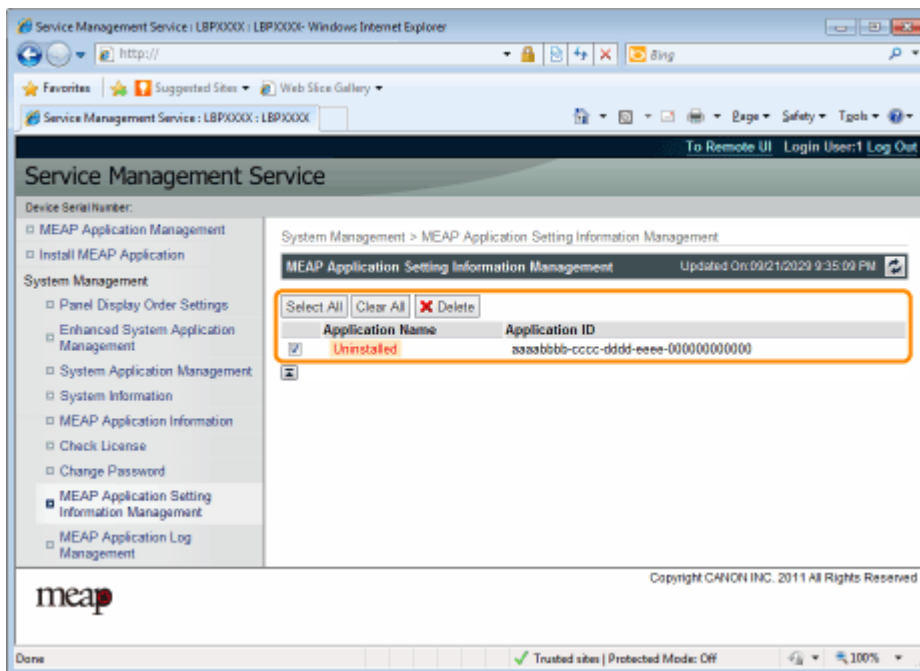 Service Management Service : LBPXXXX : LBPXXXX- Windows Internet Explorer
http://
Bing
Favorites Suggested Sites Web Slice Gallery
Service Management Service : LBPXXXX : LBPXXXX
Page Safety Tools
To Remote UI Login User:1 Log Out
Service Management Service
Device Serial Number:
MEAP Application Management
Install MEAP Application
System Management
Panel Display Order Settings
Enhanced System Application
Management
System Application Management
System Information
MEAP Application Information
Check License
Change Password
MEAP Application Setting
Information Management
MEAP Application Log
Management
System Management > MEAP Application Setting Information Management
MEAP Application Setting Information Management Updated On:09/21/2029 9:35:09 PM
Select All Clear All Delete
Application Name Application ID
Uninstalled aaaabbbb-cccc-dddd-eeee-000000000000
Copyright CANON INC. 2011 All Rights Reserved
meap
Done Trusted sites | Protected Mode: Off 100%